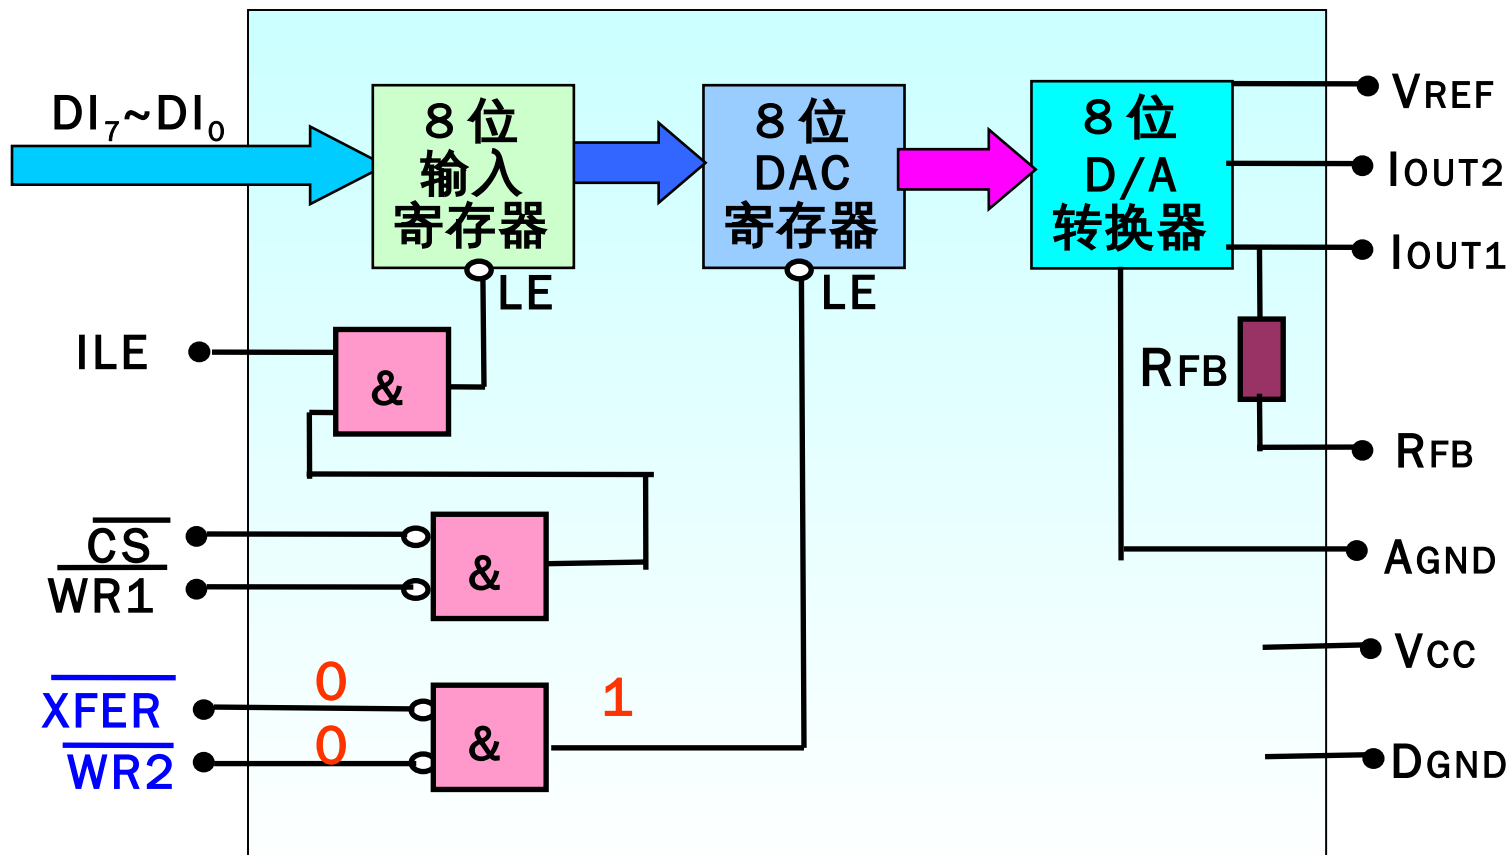 DI₇~DI₀
8 位
输入
寄存器
LE
8 位
DAC
寄存器
LE
8 位
D/A
转换器
VREF
IOUT2
IOUT1
RFB
RFB
AGND
VCC
DGND
ILE
&
CS
WR1
&
XFER
WR2
0
0
&
1